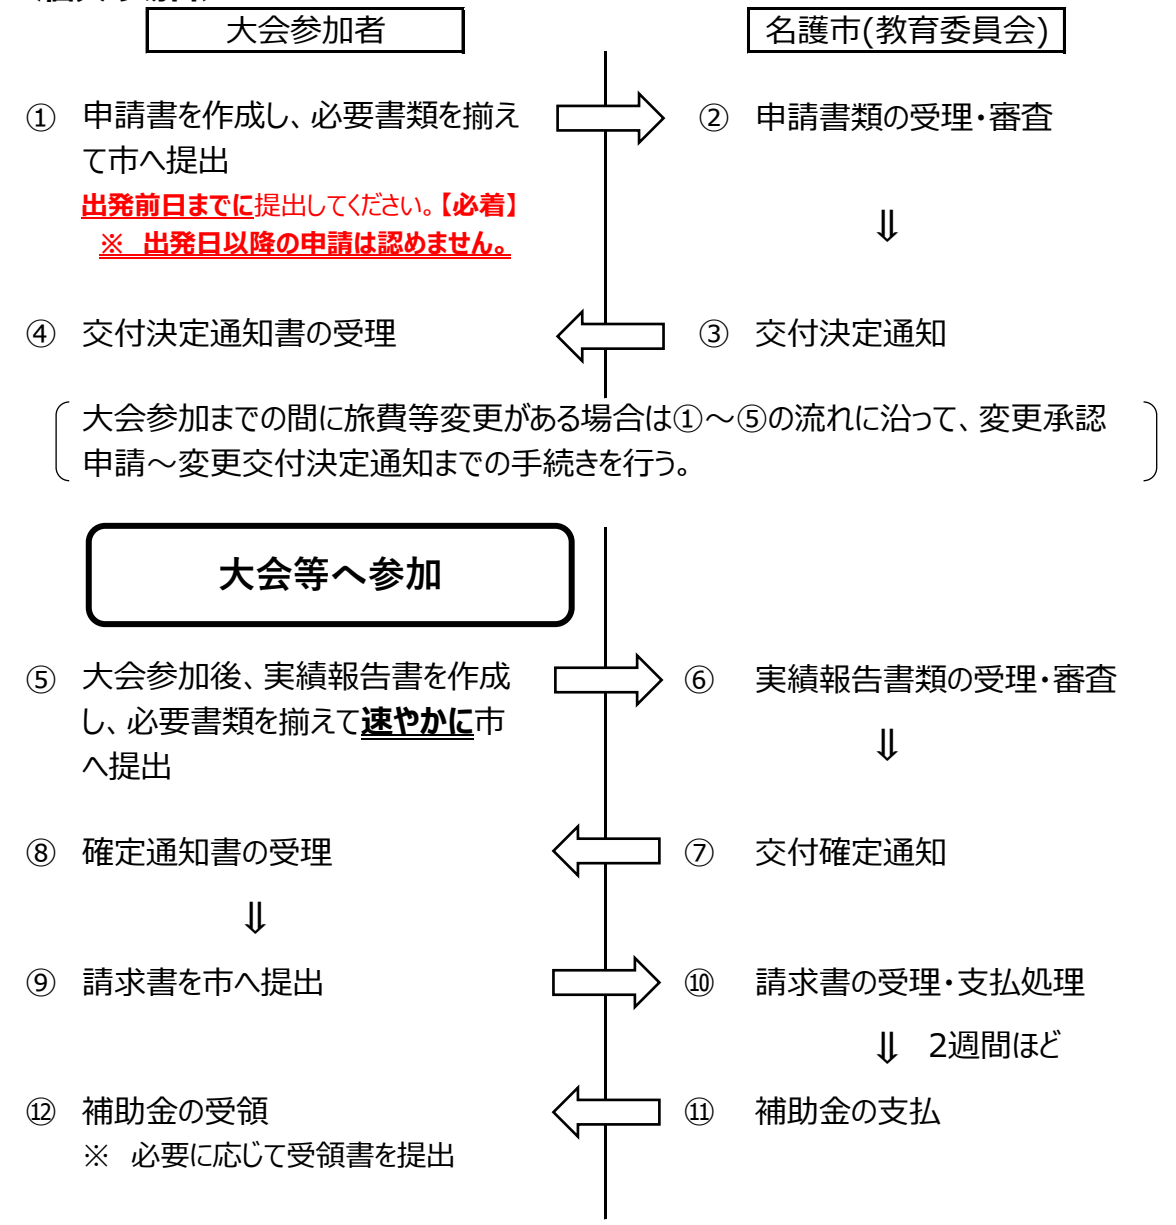 大会参加者
名護市(教育委員会)
① 申請書を作成し、必要書類を揃え
て市へ提出
出発前日までに提出してください。【必着】
※ 出発日以降の申請は認めません。
② 申請書類の受理・審査
⇓
④ 交付決定通知書の受理
③ 交付決定通知
大会参加までの間に旅費等変更がある場合は①～⑤の流れに沿って、変更承認
申請～変更交付決定通知までの手続きを行う。
大会等へ参加
⑤ 大会参加後、実績報告書を作成
し、必要書類を揃えて速やかに市
へ提出
⑥ 実績報告書類の受理・審査
⇓
⑧ 確定通知書の受理
⑦ 交付確定通知
⇓
⑨ 請求書を市へ提出
⑩ 請求書の受理・支払処理
⇓ 2週間ほど
⑫ 補助金の受領
※ 必要に応じて受領書を提出
⑪ 補助金の支払